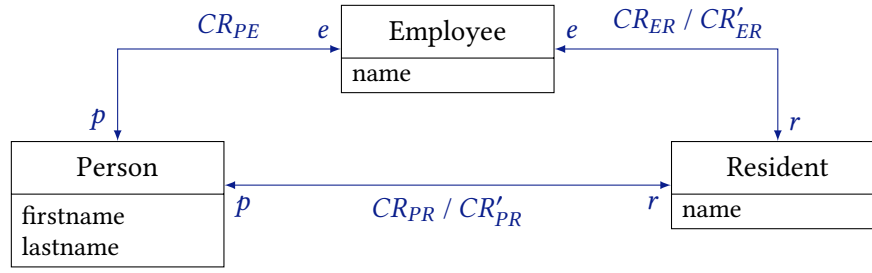 CR_PE e Employee e CR_ER / CR′_ER
name
p r
Person Resident
firstname p CR_PR / CR′_PR r name
lastname